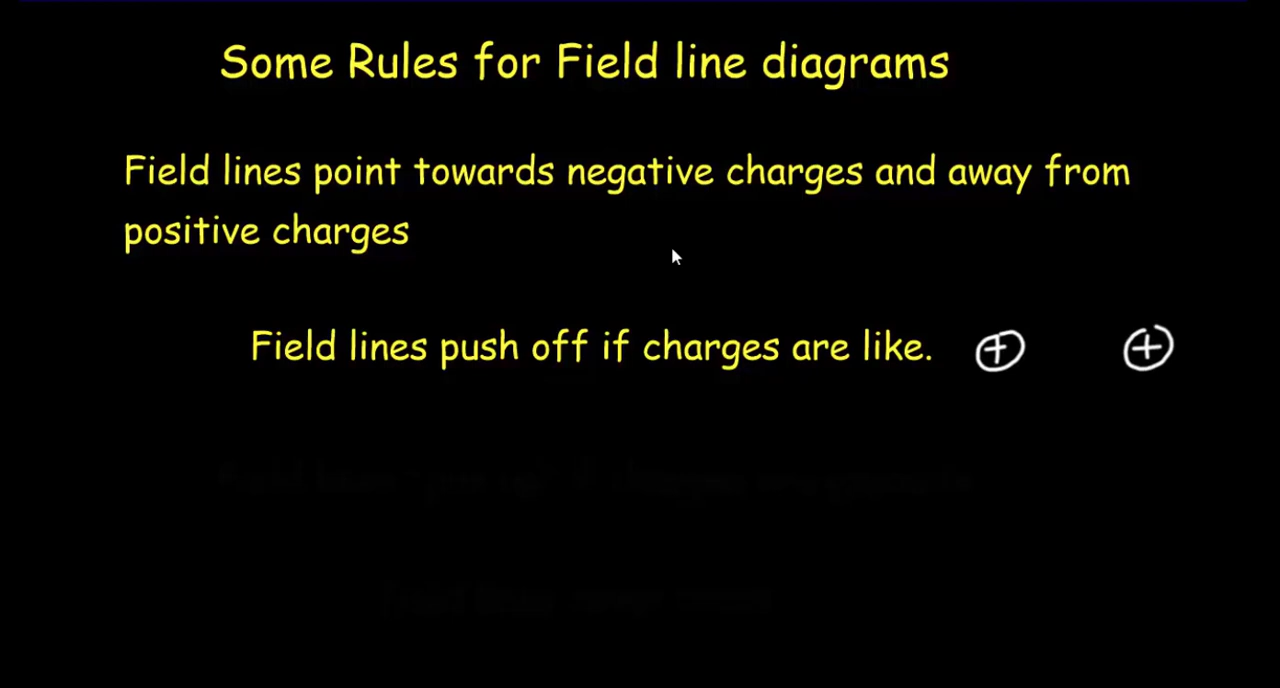 Some Rules for Field line diagrams
Field lines point towards negative charges and away from
positive charges
Field lines push off if charges are like. + +